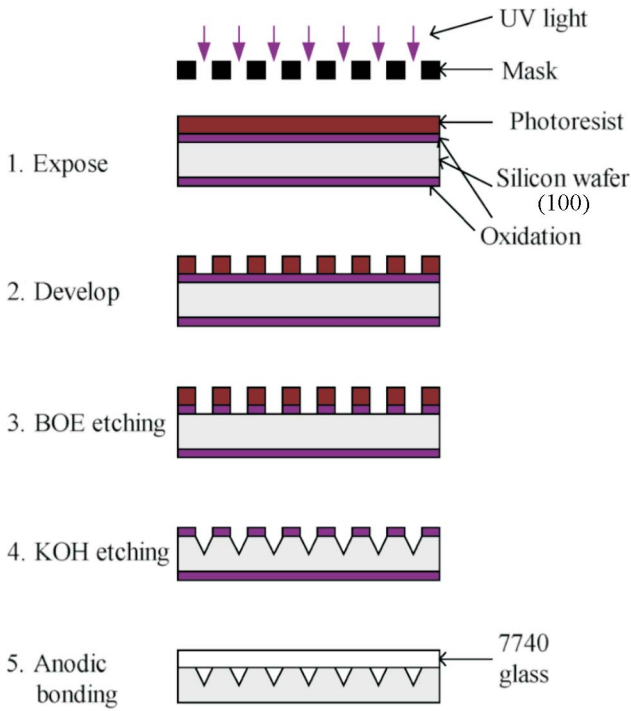 UV light
Mask
Photoresist
1. Expose
Silicon wafer
(100)
Oxidation
2. Develop
3. BOE etching
4. KOH etching
7740
glass
5. Anodic
bonding